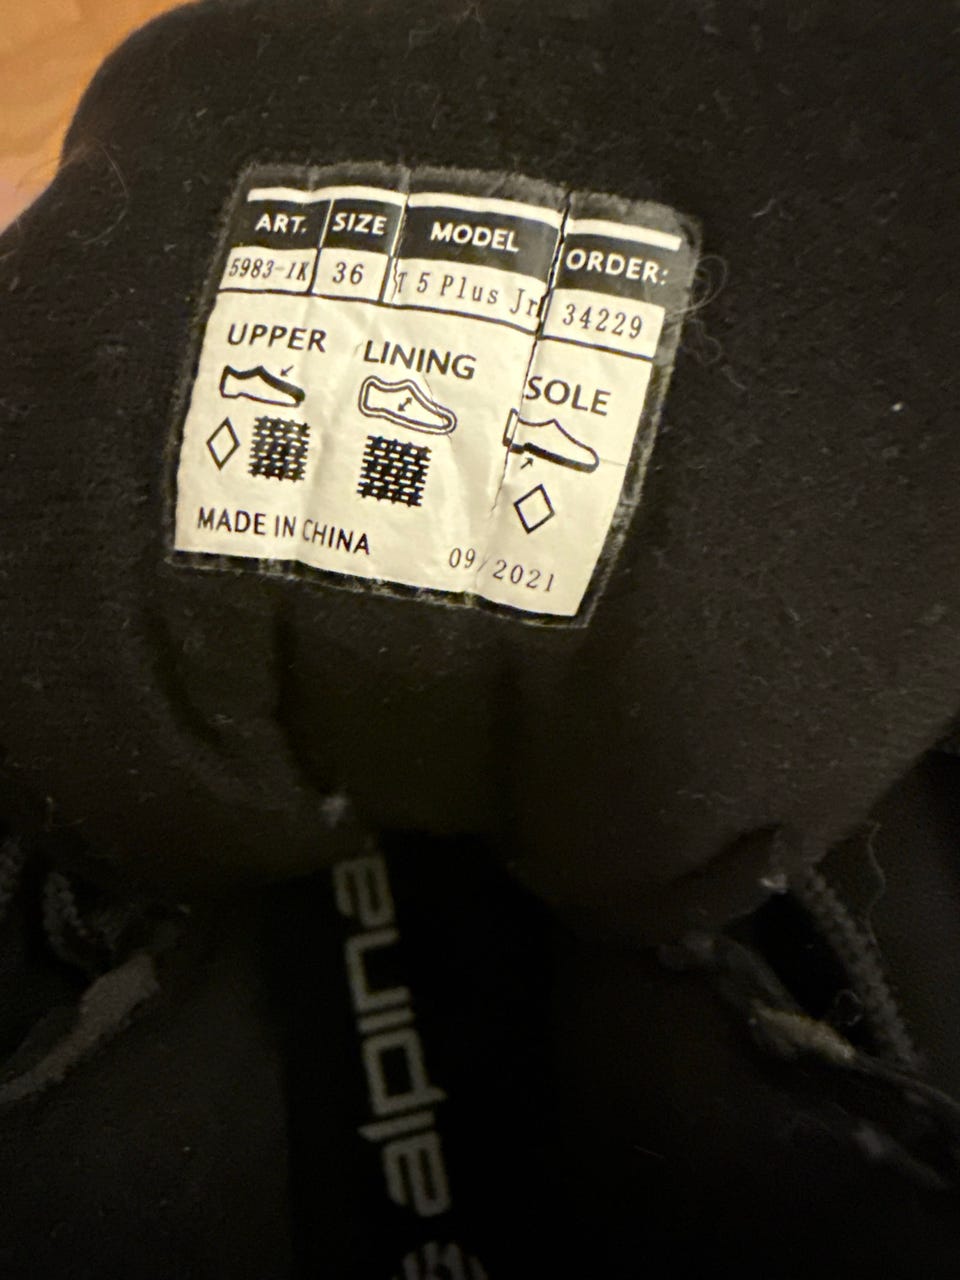 ART. SIZE MODEL ORDER:
5983-1K 36 T 5 Plus Jr 34229
UPPER LINING SOLE
MADE IN CHINA
09/2021
alpina